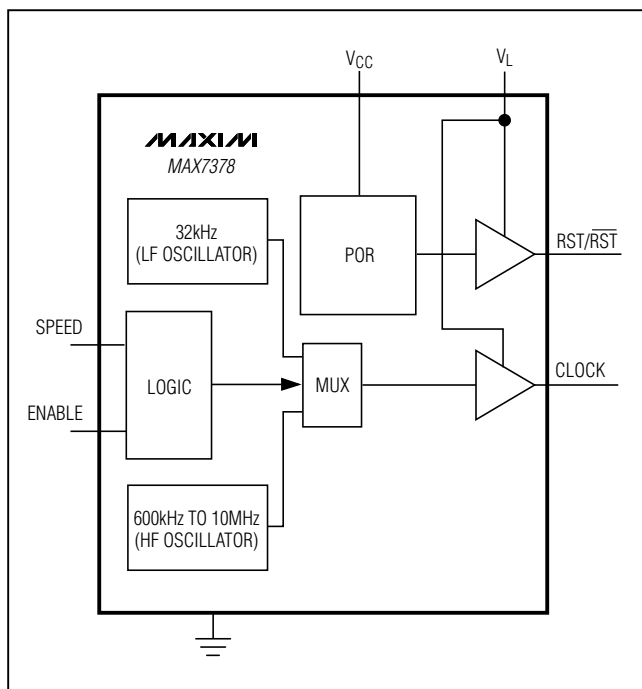 VCC
VL
MAXIM
MAX7378
32kHz
(LF OSCILLATOR)
POR
RST/R̅S̅T̅
SPEED
LOGIC
MUX
CLOCK
ENABLE
600kHz TO 10MHz
(HF OSCILLATOR)